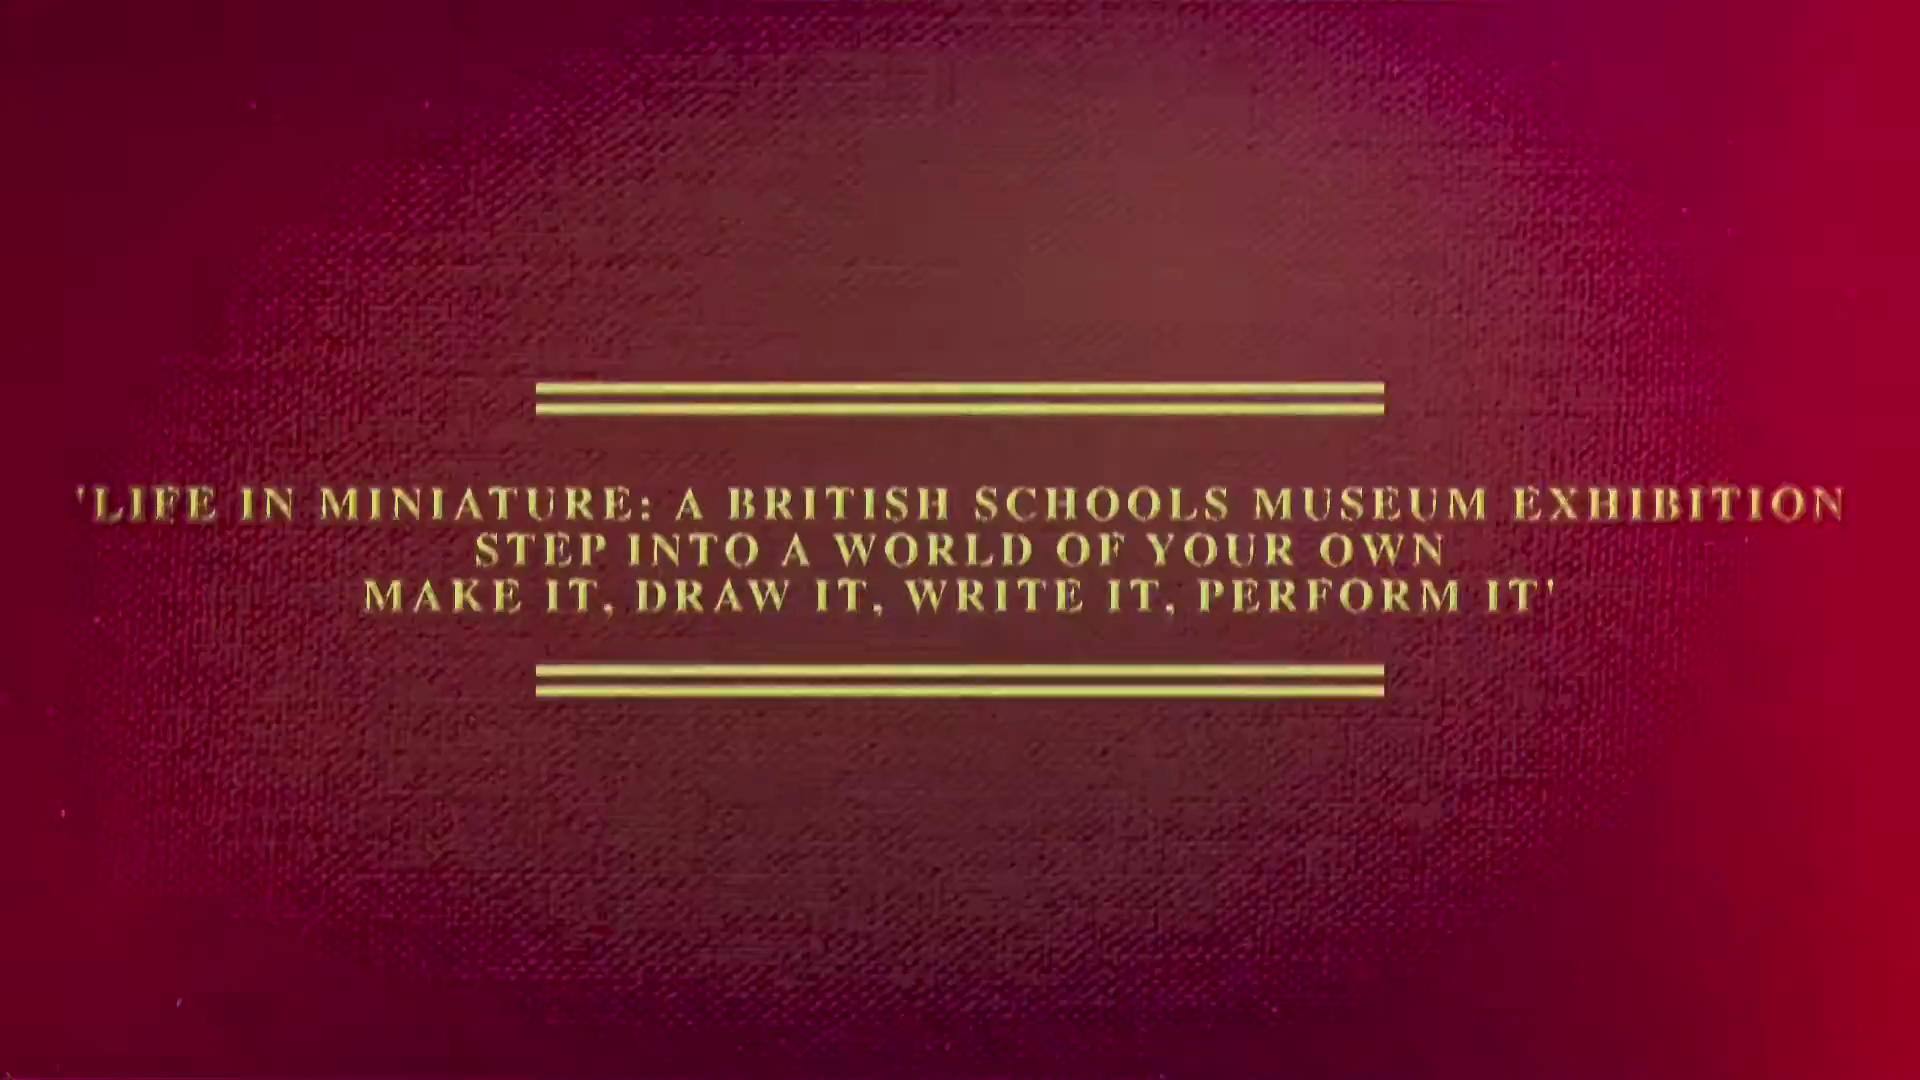 'LIFE IN MINIATURE: A BRITISH SCHOOLS MUSEUM EXHIBITION
STEP INTO A WORLD OF YOUR OWN
MAKE IT, DRAW IT, WRITE IT, PERFORM IT'